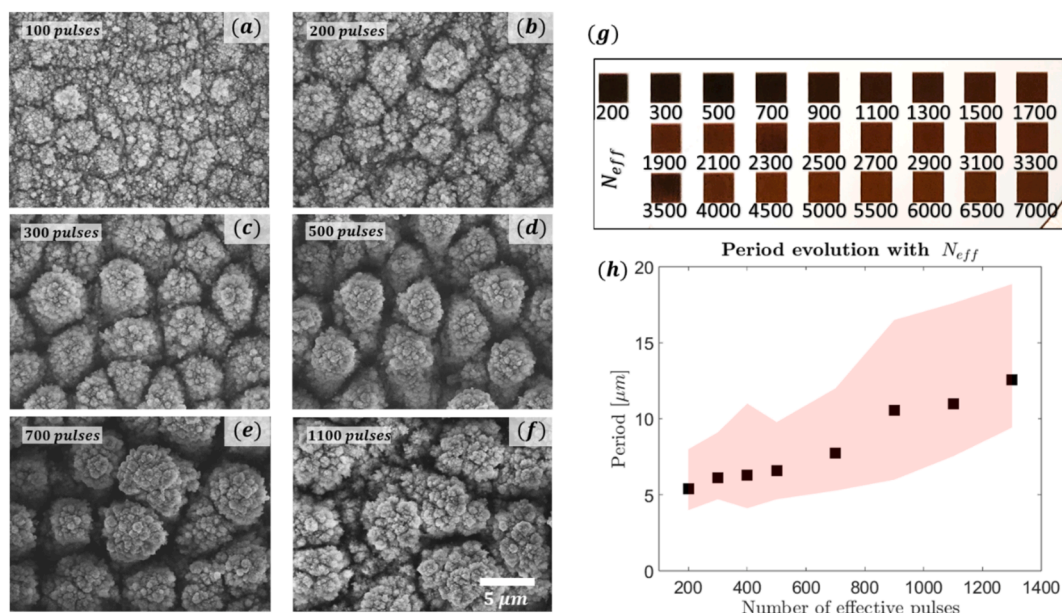 100 pulses (a)
200 pulses (b)
300 pulses (c)
500 pulses (d)
700 pulses (e)
1100 pulses (f)
5 μm
(g)
200 300 500 700 900 1100 1300 1500 1700
N_eff
1900 2100 2300 2500 2700 2900 3100 3300
3500 4000 4500 5000 5500 6000 6500 7000
(h)
Period evolution with N_eff
Period [μm]
20
15
10
5
0
200 400 600 800 1000 1200 1400
Number of effective pulses